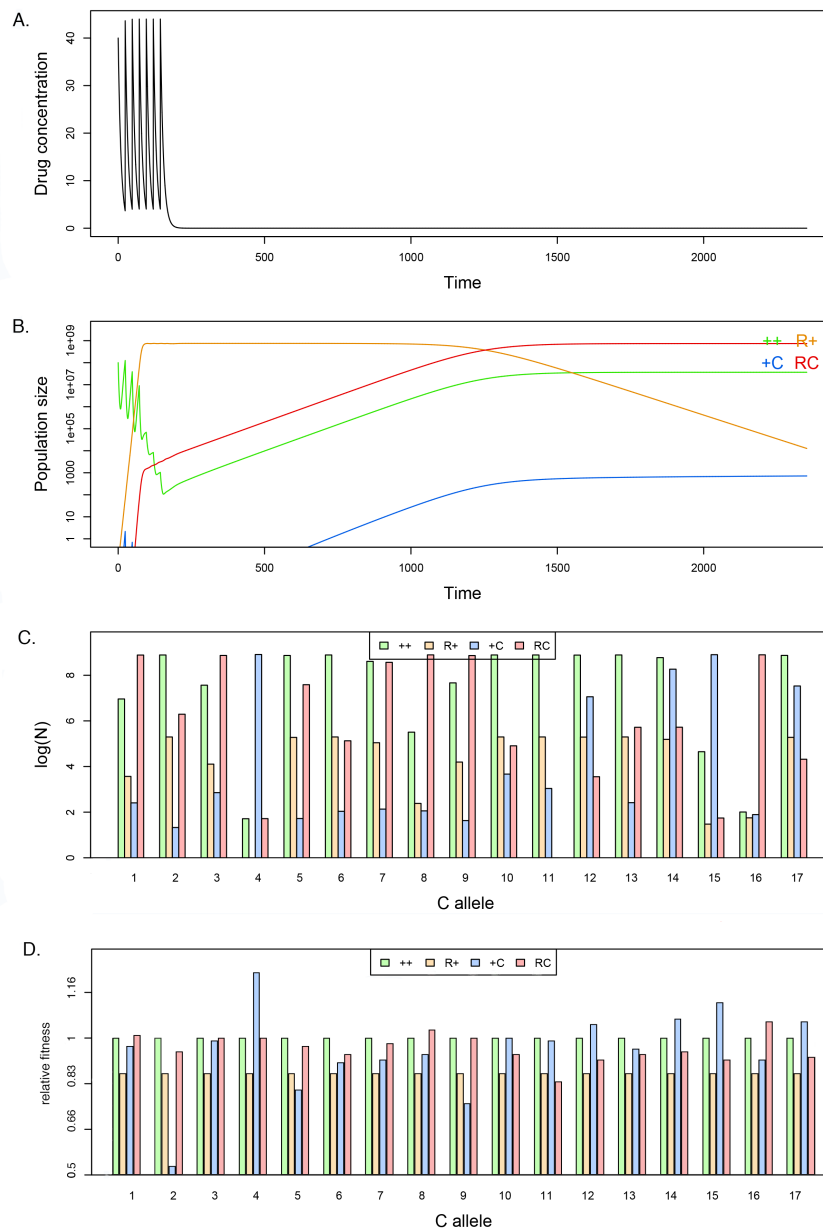 A.
Drug concentration
40
30
20
10
0
0 500 1000 1500 2000
Time
B.
Population size
1e+09
1e+07
1e+05
1000
10
1
++ R+
+C RC
0 500 1000 1500 2000
Time
C.
++ R+ +C RC
log(N)
8
6
4
2
0
1 2 3 4 5 6 7 8 9 10 11 12 13 14 15 16 17
C allele
D.
++ R+ +C RC
relative fitness
1.16
1
0.83
0.66
0.5
1 2 3 4 5 6 7 8 9 10 11 12 13 14 15 16 17
C allele